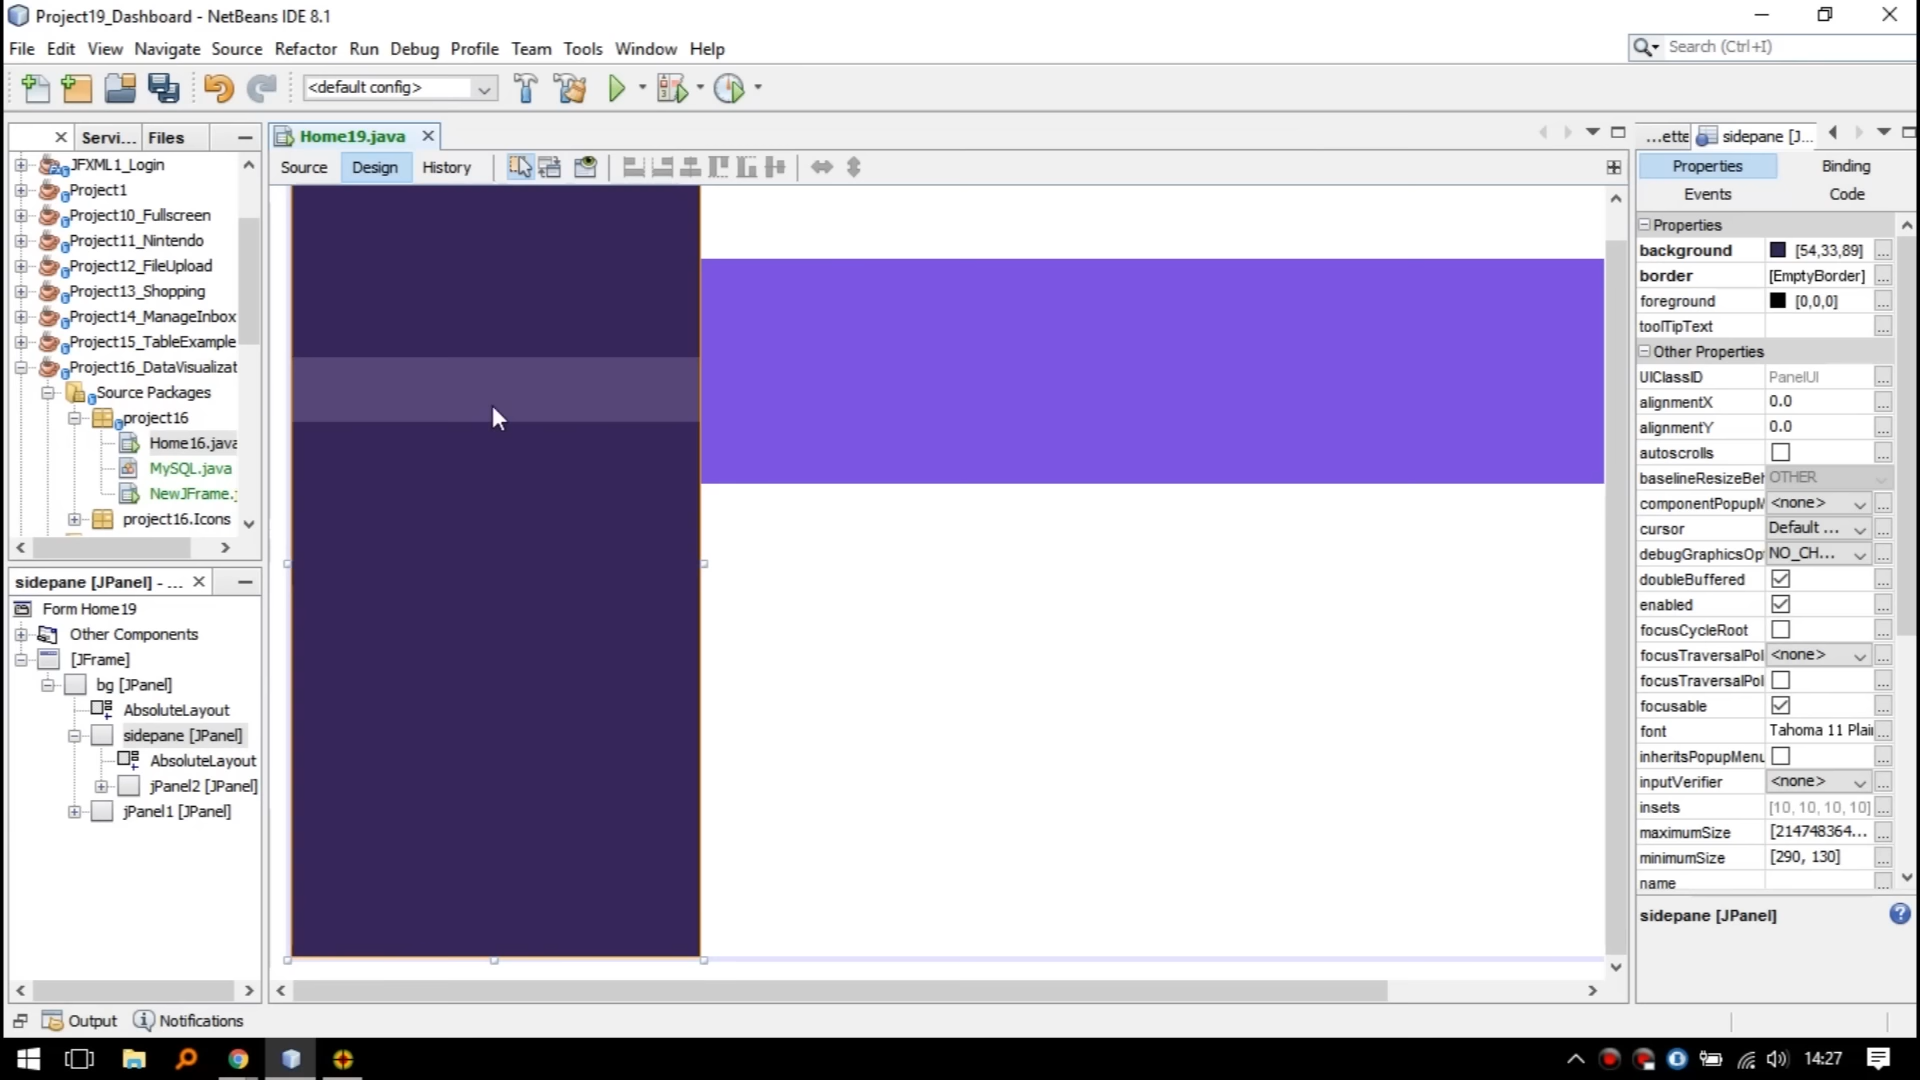 Project19_Dashboard - NetBeans IDE 8.1
File Edit View Navigate Source Refactor Run Debug Profile Team Tools Window Help
Search (Ctrl+I)
<default config>
Servi... Files
Home19.java
...ette sidepane [J...
Source Design History
Properties Binding
Events Code
JFXML1_Login
Project1
Project10_Fullscreen
Project11_Nintendo
Project12_FileUpload
Project13_Shopping
Project14_ManageInbox
Project15_TableExample
Project16_DataVisualizat
Source Packages
project16
Home16.java
MySQL.java
NewJFrame.
project16.Icons
sidepane [JPanel] - ...
Form Home19
Other Components
[JFrame]
bg [JPanel]
AbsoluteLayout
sidepane [JPanel]
AbsoluteLayout
jPanel2 [JPanel]
jPanel1 [JPanel]
Properties
background [54,33,89] ...
border [EmptyBorder] ...
foreground [0,0,0] ...
toolTipText ...
Other Properties
UIClassID PanelUI ...
alignmentX 0.0 ...
alignmentY 0.0 ...
autoscrolls ...
baselineResizeBeh OTHER
componentPopupM <none> ...
cursor Default ... ...
debugGraphicsOpt NO_CH... ...
doubleBuffered ...
enabled ...
focusCycleRoot ...
focusTraversalPol <none> ...
focusTraversalPol ...
focusable ...
font Tahoma 11 Plai ...
inheritsPopupMenu ...
inputVerifier <none> ...
insets [10, 10, 10, 10] ...
maximumSize [214748364... ...
minimumSize [290, 130] ...
name ...
sidepane [JPanel]
Output Notifications
14:27